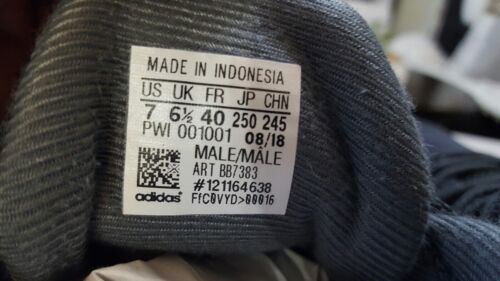 MADE IN INDONESIA
US UK FR JP CHN
7 6½ 40 250 245
PWI 001001 08/18
MALE/MÂLE
ART BB7383
#121164638
adidas FfC0VYD>00016